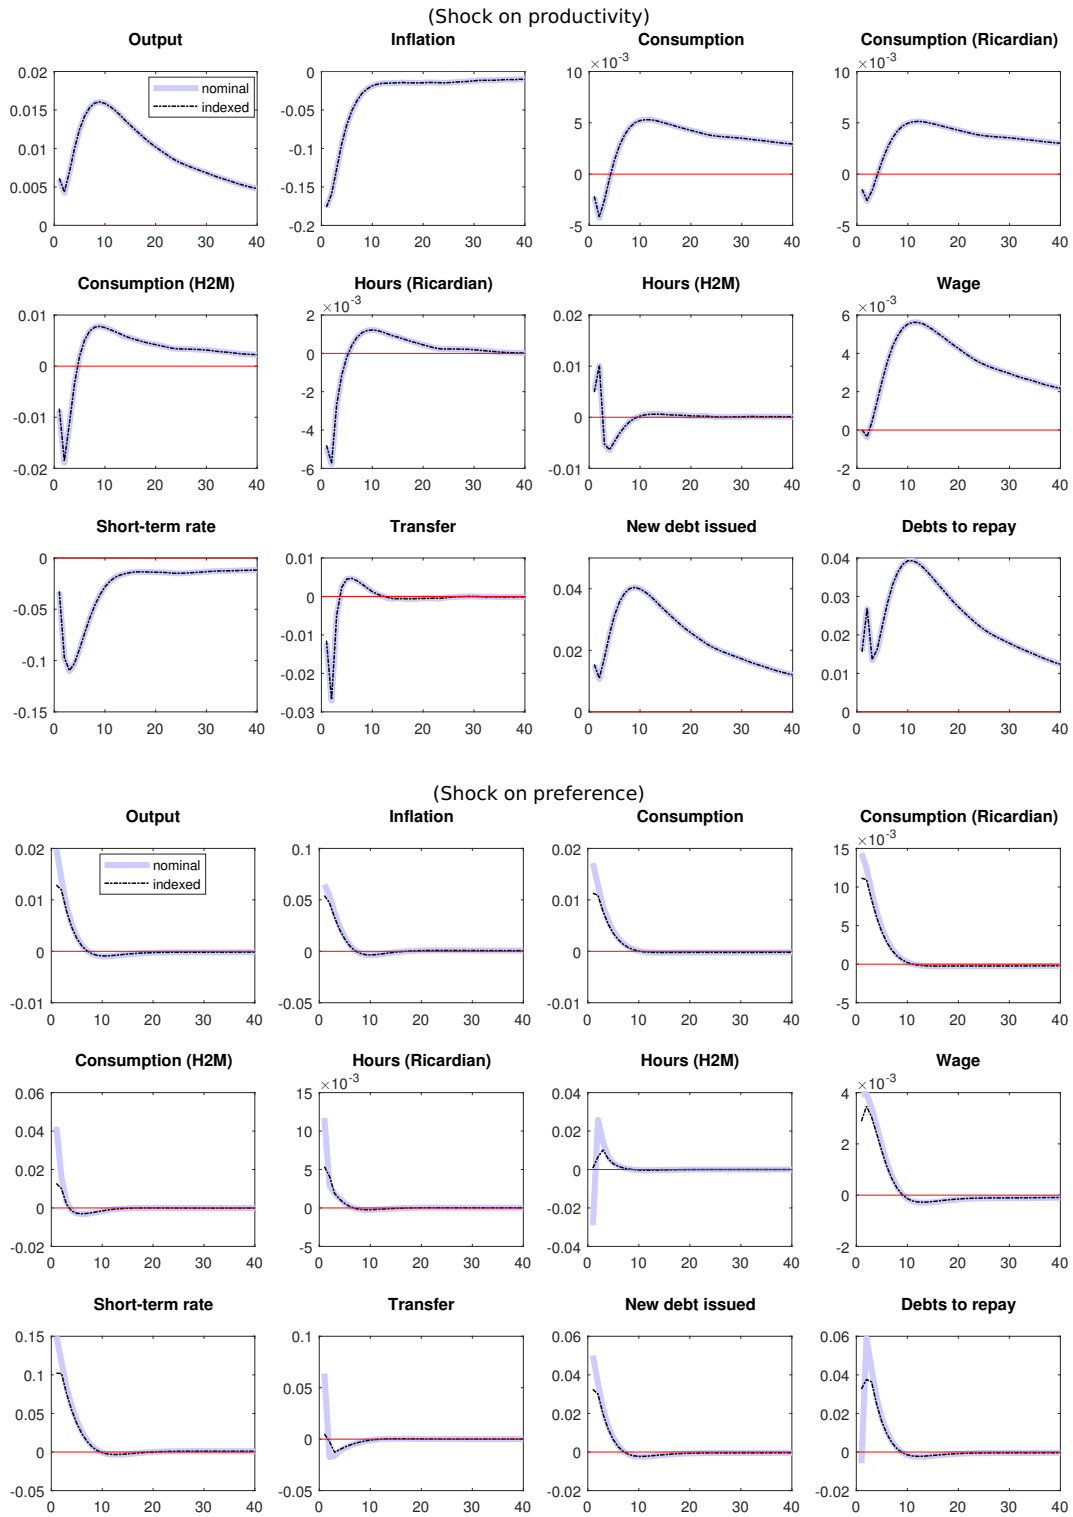 (Shock on productivity)
Output Inflation Consumption Consumption (Ricardian)
×10^-3 ×10^-3
0.02 0 10 10
nominal
indexed
0.015 -0.05 5 5
0.01 -0.1 0 0
0.005 -0.15
0 -0.2 -5 -5
0 10 20 30 40 0 10 20 30 40 0 10 20 30 40 0 10 20 30 40
Consumption (H2M) Hours (Ricardian) Hours (H2M) Wage
×10^-3 ×10^-3
0.01 2 0.02 6
0 0 0.01 4
-0.01 -2 0 2
-4 0
-0.02 -6 -0.01 -2
0 10 20 30 40 0 10 20 30 40 0 10 20 30 40 0 10 20 30 40
Short-term rate Transfer New debt issued Debts to repay
0 0.01 0.04
-0.05 0 0.04 0.03
-0.1 -0.01 0.02 0.02
-0.02 0.01
-0.15 -0.03 0 0
0 10 20 30 40 0 10 20 30 40 0 10 20 30 40 0 10 20 30 40
(Shock on preference)
Output Inflation Consumption Consumption (Ricardian)
×10^-3
0.02 0.1 0.02 15
nominal
indexed
0.01 0.05 0.01 10
5
0 0 0 0
-0.01 -0.05 -0.01 -5
0 10 20 30 40 0 10 20 30 40 0 10 20 30 40 0 10 20 30 40
Consumption (H2M) Hours (Ricardian) Hours (H2M) Wage
×10^-3 ×10^-3
0.06 15 0.04 4
0.04 10 0.02 2
0.02 5 0 0
0 0 -0.02
-0.02 -5 -0.04 -2
0 10 20 30 40 0 10 20 30 40 0 10 20 30 40 0 10 20 30 40
Short-term rate Transfer New debt issued Debts to repay
0.15 0.1 0.06 0.06
0.1 0.05 0.04 0.04
0.05 0 0.02 0.02
0 0 0
-0.05 -0.05 -0.02 -0.02
0 10 20 30 40 0 10 20 30 40 0 10 20 30 40 0 10 20 30 40